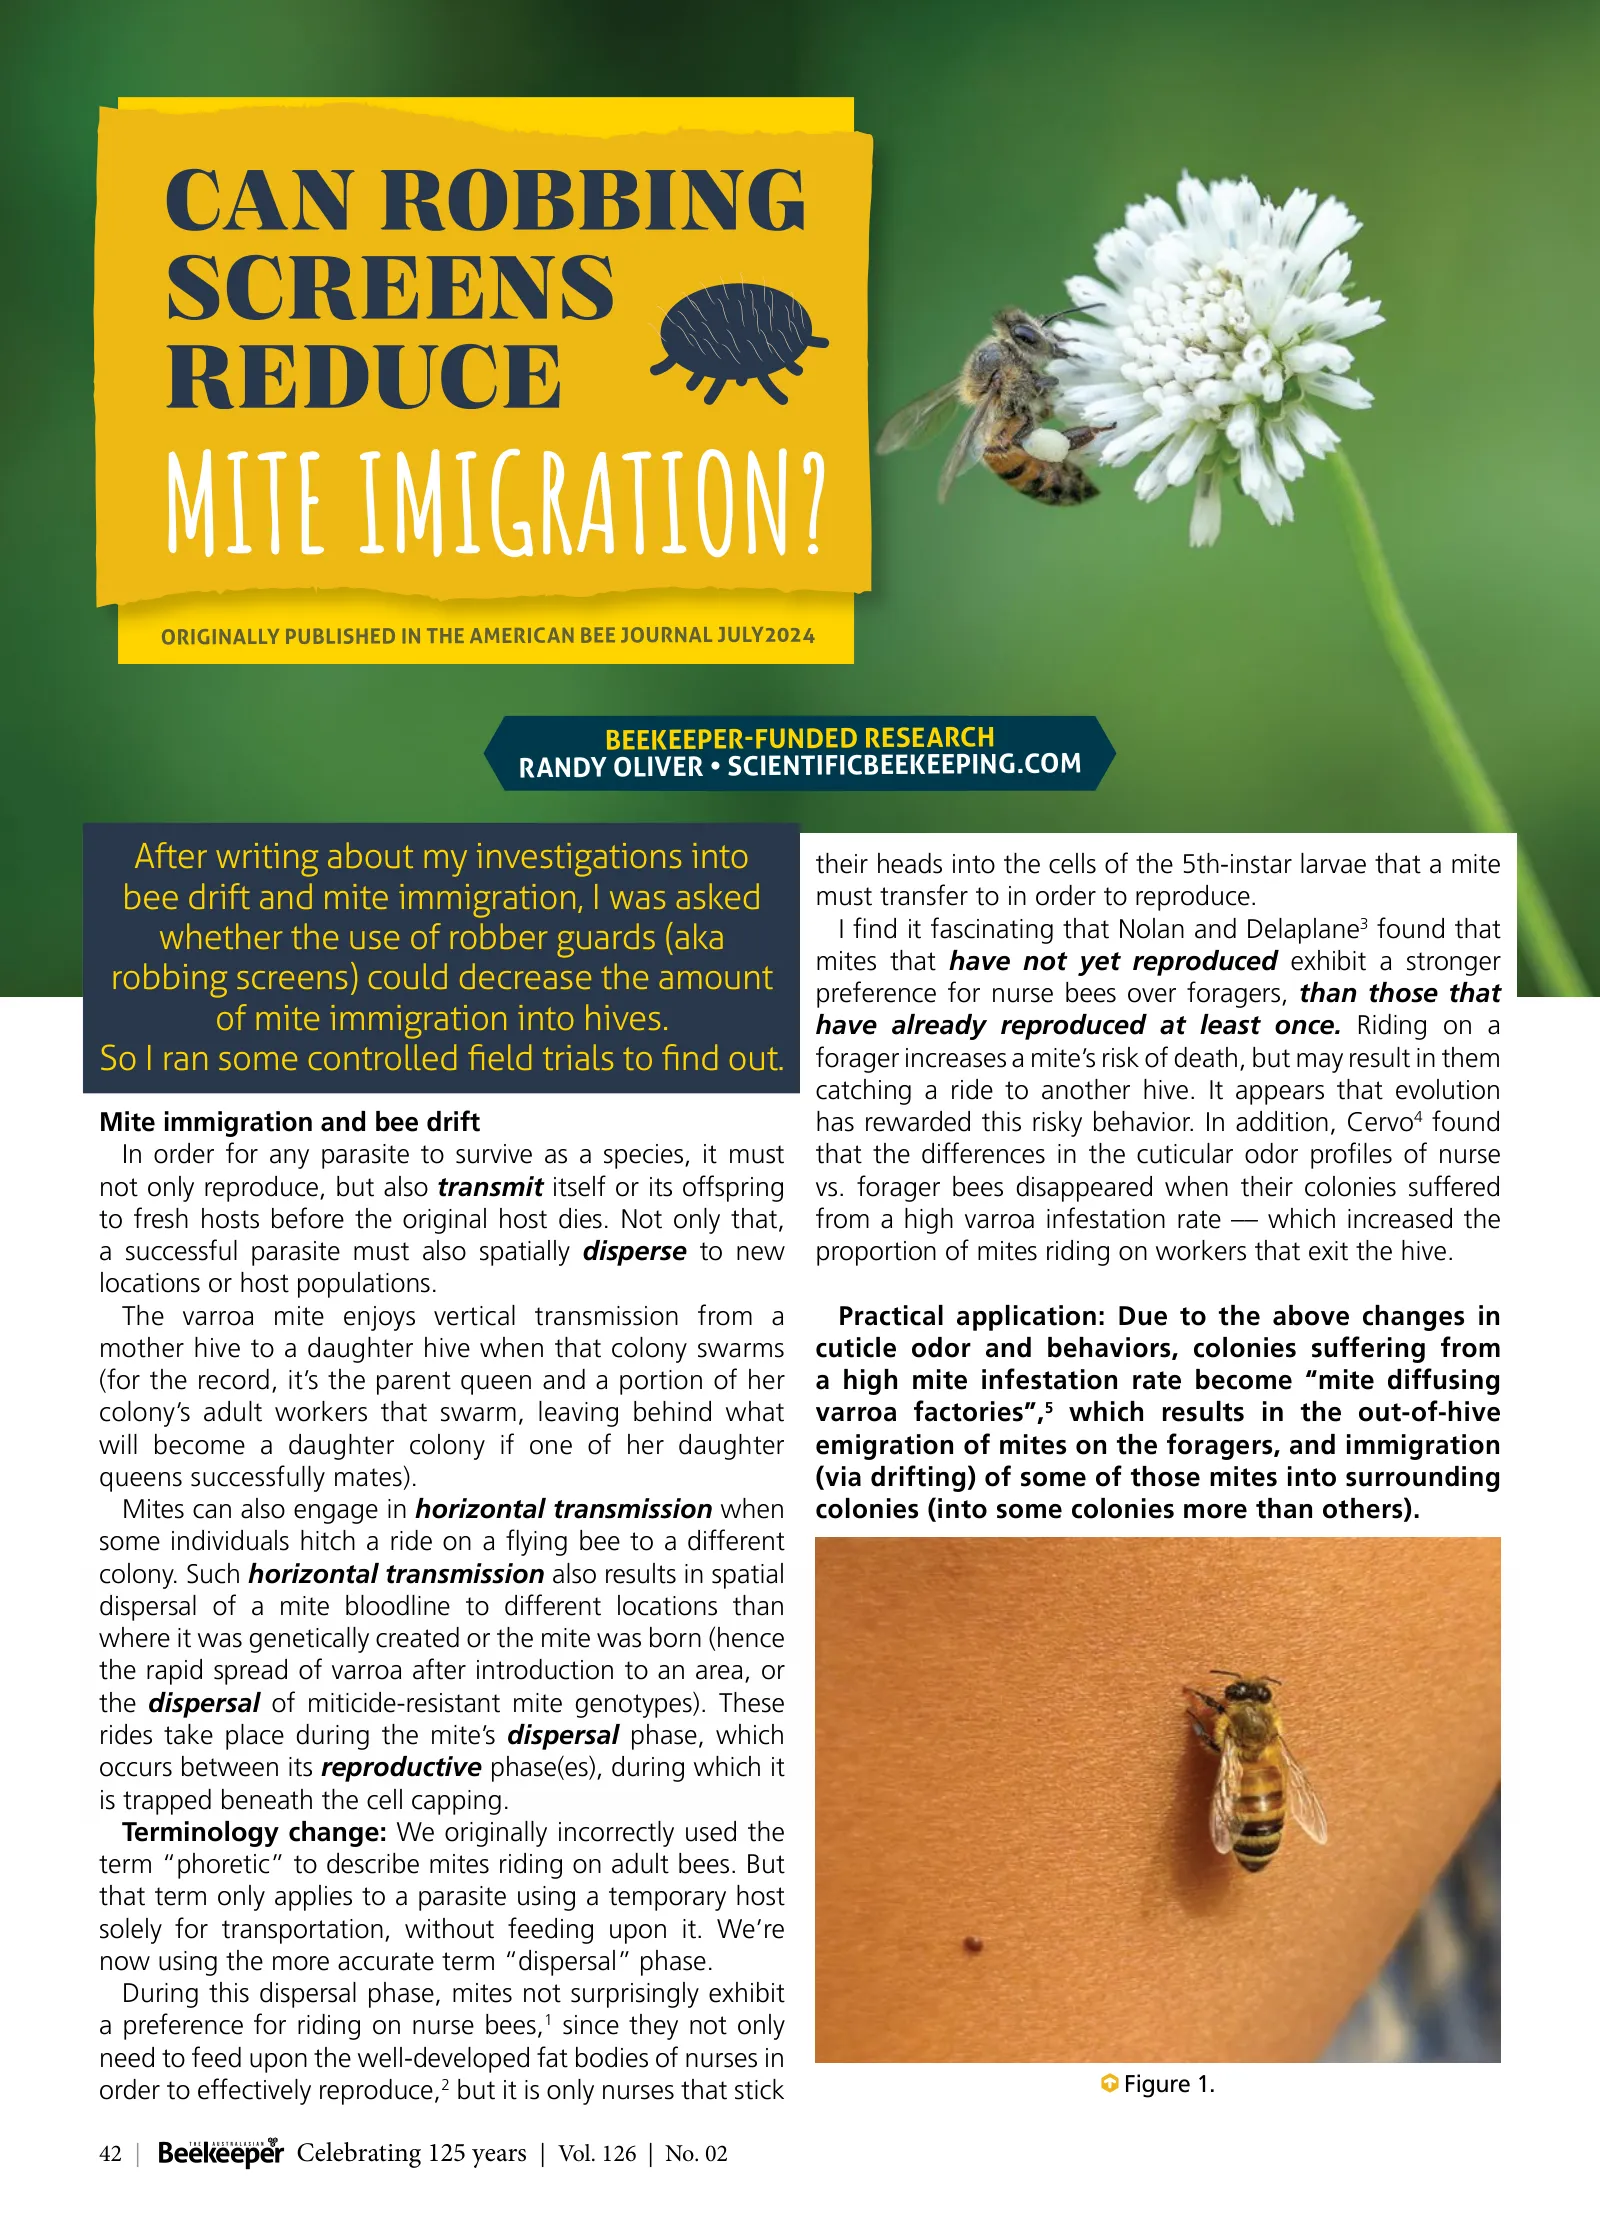 CAN ROBBING
SCREENS
REDUCE
MITE IMIGRATION?
ORIGINALLY PUBLISHED IN THE AMERICAN BEE JOURNAL JULY2024
BEEKEEPER-FUNDED RESEARCH
RANDY OLIVER • SCIENTIFICBEEKEEPING.COM
After writing about my investigations into
bee drift and mite immigration, I was asked
whether the use of robber guards (aka
robbing screens) could decrease the amount
of mite immigration into hives.
So I ran some controlled field trials to find out.
Mite immigration and bee drift
In order for any parasite to survive as a species, it must
not only reproduce, but also transmit itself or its offspring
to fresh hosts before the original host dies. Not only that,
a successful parasite must also spatially disperse to new
locations or host populations.
The varroa mite enjoys vertical transmission from a
mother hive to a daughter hive when that colony swarms
(for the record, it’s the parent queen and a portion of her
colony’s adult workers that swarm, leaving behind what
will become a daughter colony if one of her daughter
queens successfully mates).
Mites can also engage in horizontal transmission when
some individuals hitch a ride on a flying bee to a different
colony. Such horizontal transmission also results in spatial
dispersal of a mite bloodline to different locations than
where it was genetically created or the mite was born (hence
the rapid spread of varroa after introduction to an area, or
the dispersal of miticide-resistant mite genotypes). These
rides take place during the mite’s dispersal phase, which
occurs between its reproductive phase(es), during which it
is trapped beneath the cell capping.
Terminology change: We originally incorrectly used the
term “phoretic” to describe mites riding on adult bees. But
that term only applies to a parasite using a temporary host
solely for transportation, without feeding upon it. We’re
now using the more accurate term “dispersal” phase.
During this dispersal phase, mites not surprisingly exhibit
a preference for riding on nurse bees,1 since they not only
need to feed upon the well-developed fat bodies of nurses in
order to effectively reproduce,2 but it is only nurses that stick
their heads into the cells of the 5th-instar larvae that a mite
must transfer to in order to reproduce.
I find it fascinating that Nolan and Delaplane3 found that
mites that have not yet reproduced exhibit a stronger
preference for nurse bees over foragers, than those that
have already reproduced at least once. Riding on a
forager increases a mite’s risk of death, but may result in them
catching a ride to another hive. It appears that evolution
has rewarded this risky behavior. In addition, Cervo4 found
that the differences in the cuticular odor profiles of nurse
vs. forager bees disappeared when their colonies suffered
from a high varroa infestation rate — which increased the
proportion of mites riding on workers that exit the hive.
Practical application: Due to the above changes in
cuticle odor and behaviors, colonies suffering from
a high mite infestation rate become “mite diffusing
varroa factories”,5 which results in the out-of-hive
emigration of mites on the foragers, and immigration
(via drifting) of some of those mites into surrounding
colonies (into some colonies more than others).
Figure 1.
42 | THE AUSTRALASIAN Beekeeper Celebrating 125 years | Vol. 126 | No. 02